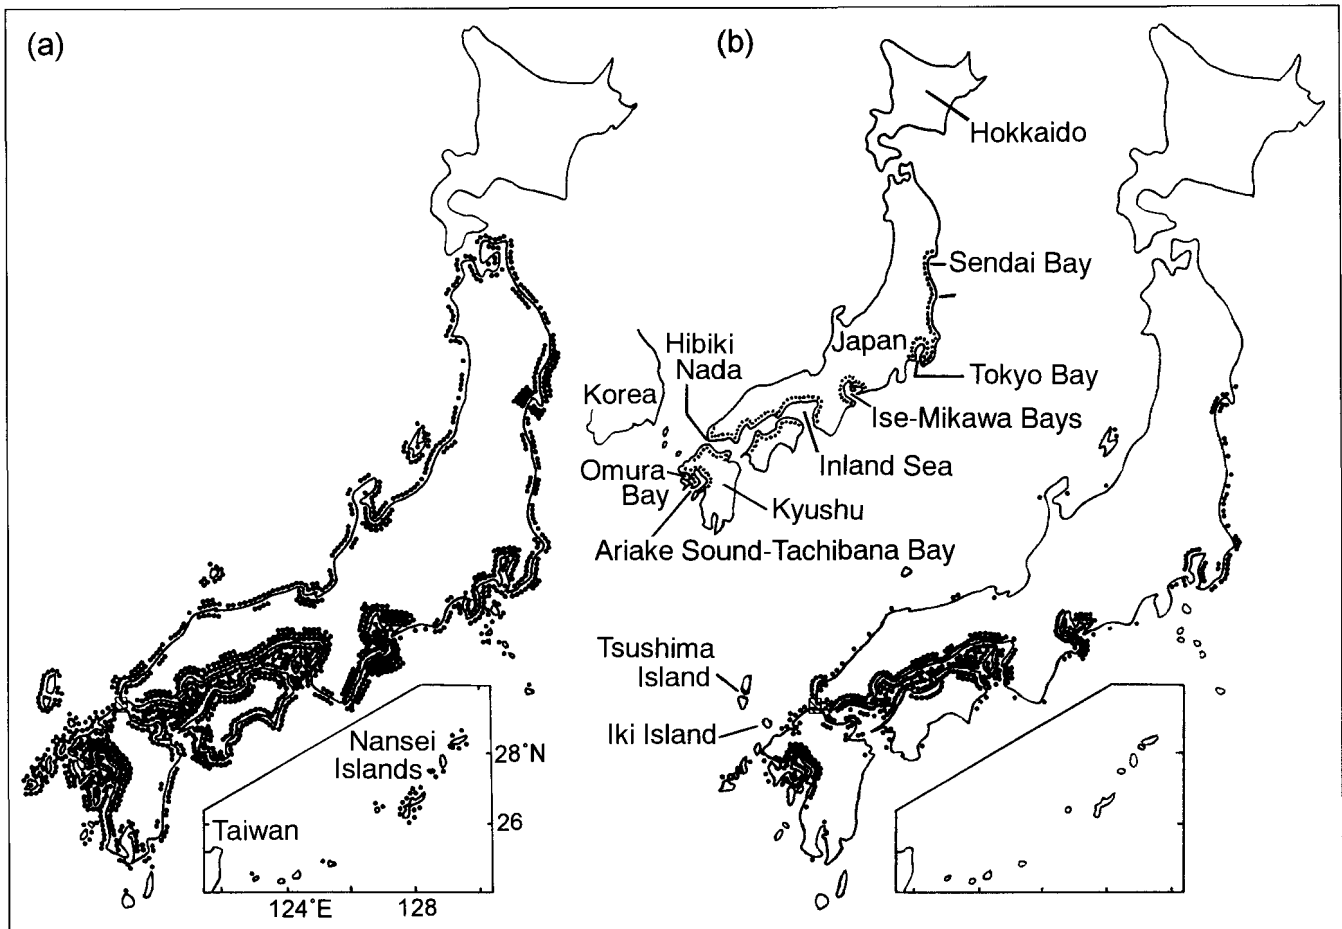 (a)
(b)
Hokkaido
Sendai Bay
Japan
Hibiki
Nada
Korea
Tokyo Bay
Ise-Mikawa Bays
Inland Sea
Omura
Bay
Kyushu
Ariake Sound-Tachibana Bay
Tsushima
Island
Iki Island
Nansei
Islands
28°N
26
Taiwan
124°E
128